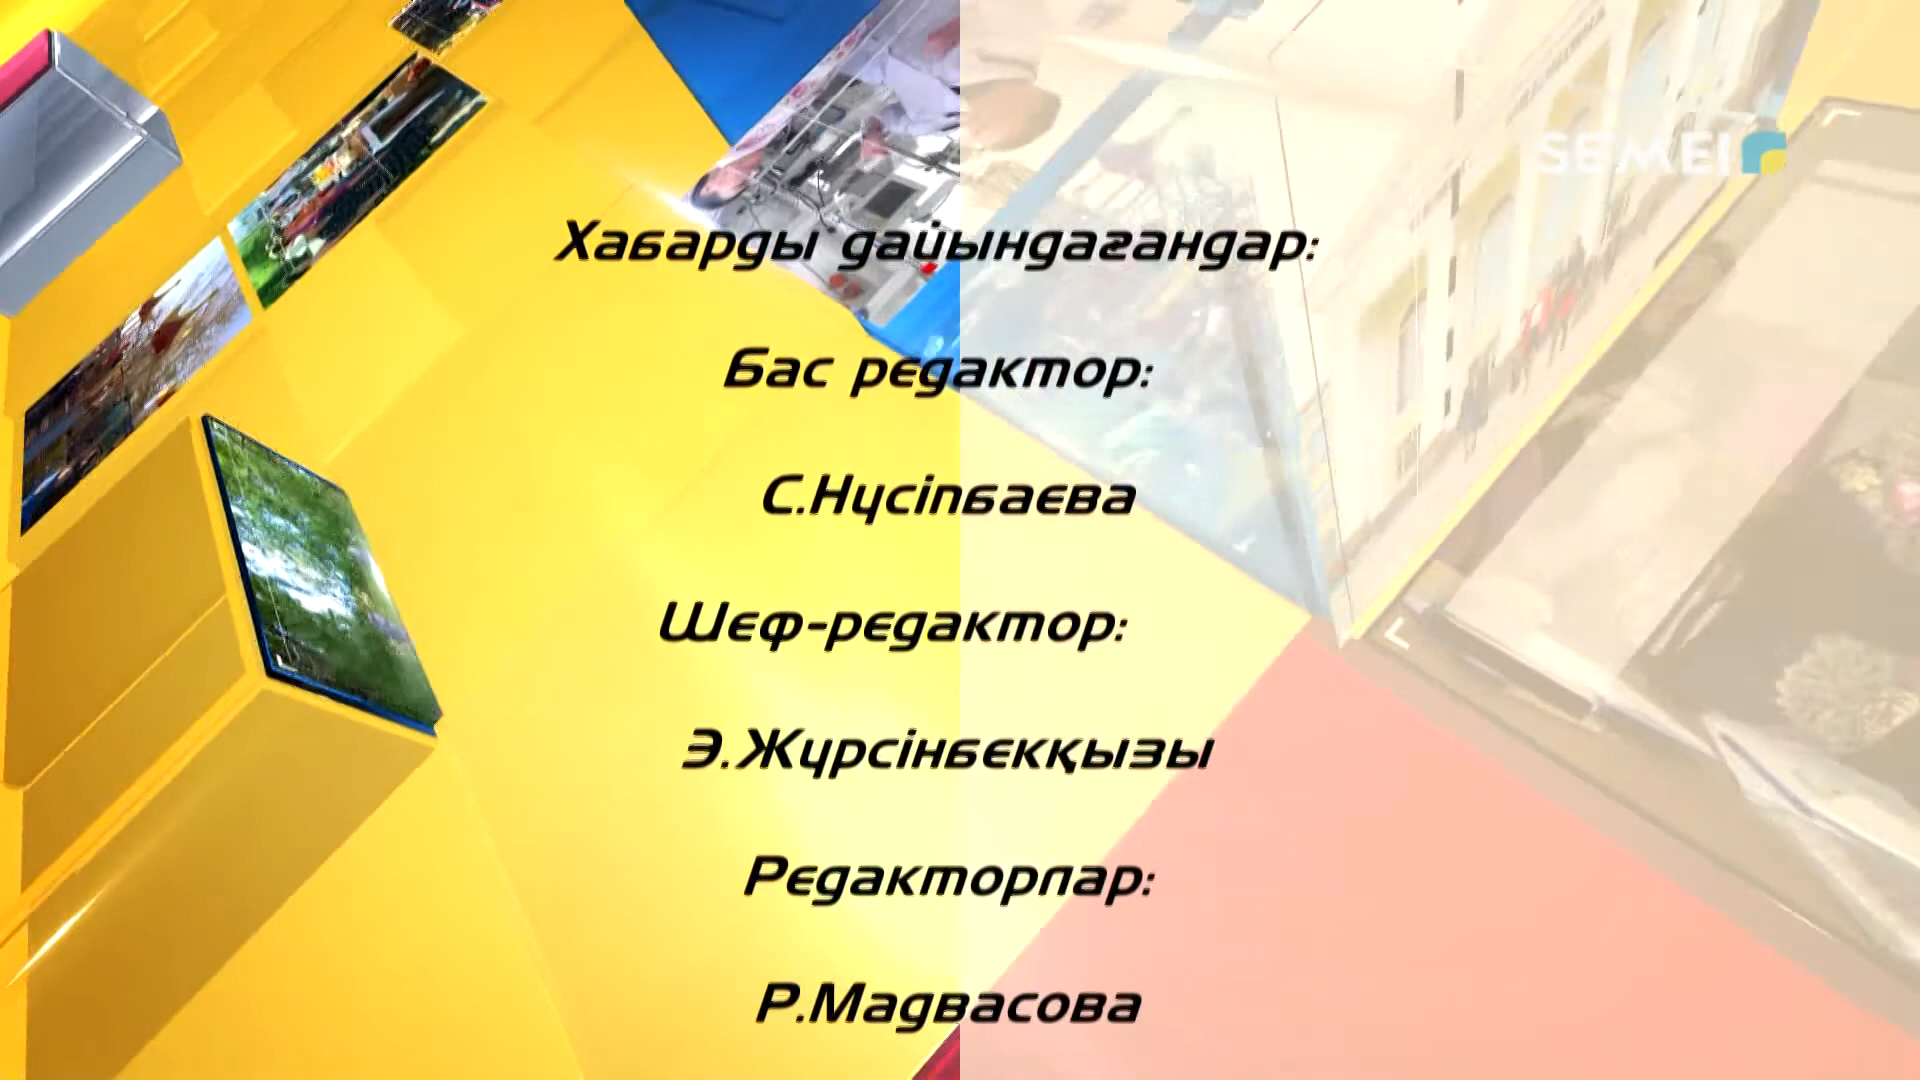 SEMEI
Хабарды дайындағандар:
Бас редактор:
С.Нүсіпбаева
Шеф-редактор:
Э.Жүрсінбекқызы
Редакторлар:
Р.Мадвасова